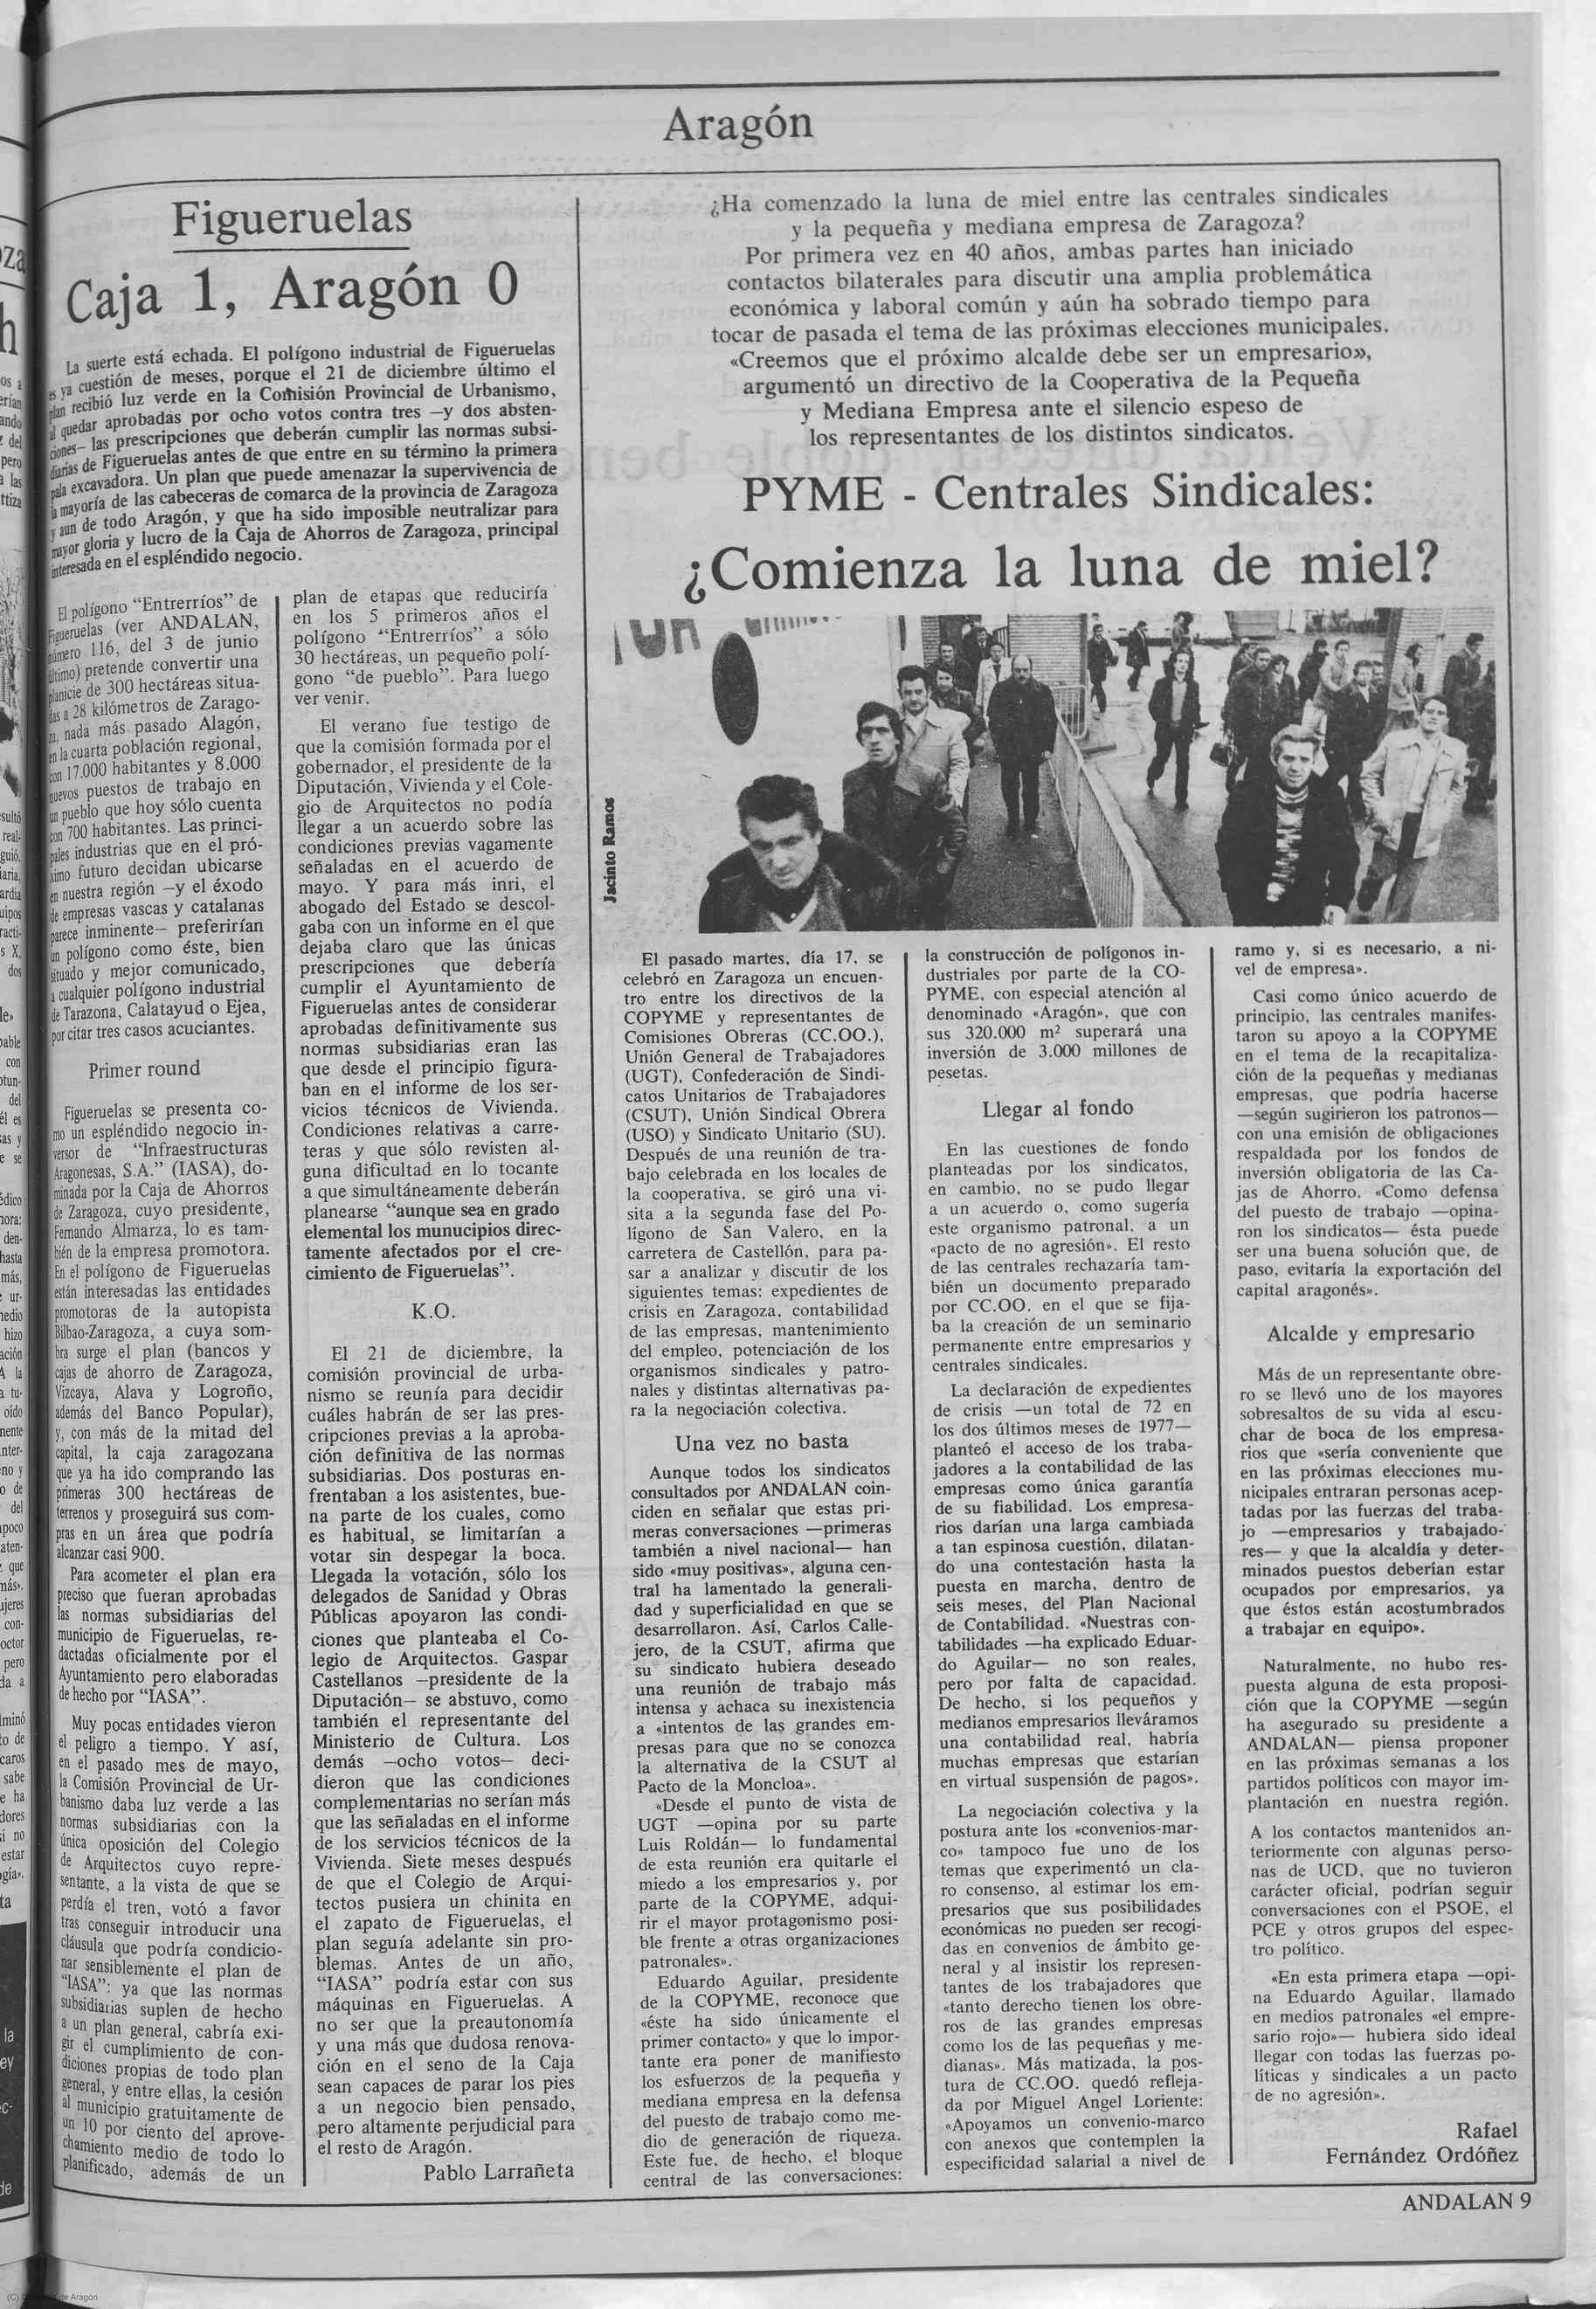 Aragón
Figueruelas
Caja 1, Aragón 0
La suerte está echada. El polígono industrial de Figueruelas
es ya cuestión de meses, porque el 21 de diciembre último el
plan recibió luz verde en la Comisión Provincial de Urbanismo,
al quedar aprobadas por ocho votos contra tres —y dos absten-
ciones— las prescripciones que deberán cumplir las normas subsi-
diarias de Figueruelas antes de que entre en su término la primera
pala excavadora. Un plan que puede amenazar la supervivencia de
la mayoría de las cabeceras de comarca de la provincia de Zaragoza
y aun de todo Aragón, y que ha sido imposible neutralizar para
mayor gloria y lucro de la Caja de Ahorros de Zaragoza, principal
interesada en el espléndido negocio.
El polígono “Entrerríos” de
Figueruelas (ver ANDALAN,
número 116, del 3 de junio
último) pretende convertir una
planicie de 300 hectáreas situa-
das a 28 kilómetros de Zarago-
za, nada más pasado Alagón,
en la cuarta población regional,
con 17.000 habitantes y 8.000
nuevos puestos de trabajo en
un pueblo que hoy sólo cuenta
con 700 habitantes. Las princi-
pales industrias que en el pró-
ximo futuro decidan ubicarse
en nuestra región —y el éxodo
de empresas vascas y catalanas
parece inminente— preferirían
un polígono como éste, bien
situado y mejor comunicado,
a cualquier polígono industrial
de Tarazona, Calatayud o Ejea,
por citar tres casos acuciantes.
Primer round
Figueruelas se presenta co-
mo un espléndido negocio in-
versor de “Infraestructuras
Aragonesas, S.A.” (IASA), do-
minada por la Caja de Ahorros
de Zaragoza, cuyo presidente,
Fernando Almarza, lo es tam-
bién de la empresa promotora.
En el polígono de Figueruelas
están interesadas las entidades
promotoras de la autopista
Bilbao-Zaragoza, a cuya som-
bra surge el plan (bancos y
cajas de ahorro de Zaragoza,
Vizcaya, Alava y Logroño,
además del Banco Popular),
y, con más de la mitad del
capital, la caja zaragozana
que ya ha ido comprando las
primeras 300 hectáreas de
terrenos y proseguirá sus com-
pras en un área que podría
alcanzar casi 900.
Para acometer el plan era
preciso que fueran aprobadas
las normas subsidiarias del
municipio de Figueruelas, re-
dactadas oficialmente por el
Ayuntamiento pero elaboradas
de hecho por “IASA”.
Muy pocas entidades vieron
el peligro a tiempo. Y así,
en el pasado mes de mayo,
la Comisión Provincial de Ur-
banismo daba luz verde a las
normas subsidiarias con la
única oposición del Colegio
de Arquitectos cuyo repre-
sentante, a la vista de que se
perdía el tren, votó a favor
tras conseguir introducir una
cláusula que podría condicio-
nar sensiblemente el plan de
“IASA”: ya que las normas
subsidiarias suplen de hecho
a un plan general, cabría exi-
gir el cumplimiento de con-
diciones propias de todo plan
general, y entre ellas, la cesión
al municipio gratuitamente de
un 10 por ciento del aprove-
chamiento medio de todo lo
planificado, además de un
plan de etapas que reduciría
en los 5 primeros años el
polígono “Entrerríos” a sólo
30 hectáreas, un pequeño polí-
gono “de pueblo”. Para luego
ver venir.
El verano fue testigo de
que la comisión formada por el
gobernador, el presidente de la
Diputación, Vivienda y el Cole-
gio de Arquitectos no podía
llegar a un acuerdo sobre las
condiciones previas vagamente
señaladas en el acuerdo de
mayo. Y para más inri, el
abogado del Estado se descol-
gaba con un informe en el que
dejaba claro que las únicas
prescripciones que debería
cumplir el Ayuntamiento de
Figueruelas antes de considerar
aprobadas definitivamente sus
normas subsidiarias eran las
que desde el principio figura-
ban en el informe de los ser-
vicios técnicos de Vivienda.
Condiciones relativas a carre-
teras y que sólo revisten al-
guna dificultad en lo tocante
a que simultáneamente deberán
planearse “aunque sea en grado
elemental los munucipios direc-
tamente afectados por el cre-
cimiento de Figueruelas”.
K.O.
El 21 de diciembre, la
comisión provincial de urba-
nismo se reunía para decidir
cuáles habrán de ser las pres-
cripciones previas a la aproba-
ción definitiva de las normas
subsidiarias. Dos posturas en-
frentaban a los asistentes, bue-
na parte de los cuales, como
es habitual, se limitarían a
votar sin despegar la boca.
Llegada la votación, sólo los
delegados de Sanidad y Obras
Públicas apoyaron las condi-
ciones que planteaba el Co-
legio de Arquitectos. Gaspar
Castellanos —presidente de la
Diputación— se abstuvo, como
también el representante del
Ministerio de Cultura. Los
demás —ocho votos— deci-
dieron que las condiciones
complementarias no serían más
que las señaladas en el informe
de los servicios técnicos de la
Vivienda. Siete meses después
de que el Colegio de Arqui-
tectos pusiera un chinita en
el zapato de Figueruelas, el
plan seguía adelante sin pro-
blemas. Antes de un año,
“IASA” podría estar con sus
máquinas en Figueruelas. A
no ser que la preautonomía
y una más que dudosa renova-
ción en el seno de la Caja
sean capaces de parar los pies
a un negocio bien pensado,
pero altamente perjudicial para
el resto de Aragón.
Pablo Larrañeta
¿Ha comenzado la luna de miel entre las centrales sindicales
y la pequeña y mediana empresa de Zaragoza?
Por primera vez en 40 años, ambas partes han iniciado
contactos bilaterales para discutir una amplia problemática
económica y laboral común y aún ha sobrado tiempo para
tocar de pasada el tema de las próximas elecciones municipales.
«Creemos que el próximo alcalde debe ser un empresario»,
argumentó un directivo de la Cooperativa de la Pequeña
y Mediana Empresa ante el silencio espeso de
los representantes de los distintos sindicatos.
PYME - Centrales Sindicales:
¿Comienza la luna de miel?
Jacinto Ramos
El pasado martes, día 17, se
celebró en Zaragoza un encuen-
tro entre los directivos de la
COPYME y representantes de
Comisiones Obreras (CC.OO.),
Unión General de Trabajadores
(UGT), Confederación de Sindi-
catos Unitarios de Trabajadores
(CSUT), Unión Sindical Obrera
(USO) y Sindicato Unitario (SU).
Después de una reunión de tra-
bajo celebrada en los locales de
la cooperativa, se giró una vi-
sita a la segunda fase del Po-
lígono de San Valero, en la
carretera de Castellón, para pa-
sar a analizar y discutir de los
siguientes temas: expedientes de
crisis en Zaragoza, contabilidad
de las empresas, mantenimiento
del empleo, potenciación de los
organismos sindicales y patro-
nales y distintas alternativas pa-
ra la negociación colectiva.
Una vez no basta
Aunque todos los sindicatos
consultados por ANDALAN coin-
ciden en señalar que estas pri-
meras conversaciones —primeras
también a nivel nacional— han
sido «muy positivas», alguna cen-
tral ha lamentado la generali-
dad y superficialidad en que se
desarrollaron. Así, Carlos Calle-
jero, de la CSUT, afirma que
su sindicato hubiera deseado
una reunión de trabajo más
intensa y achaca su inexistencia
a «intentos de las grandes em-
presas para que no se conozca
la alternativa de la CSUT al
Pacto de la Moncloa».
«Desde el punto de vista de
UGT —opina por su parte
Luis Roldán— lo fundamental
de esta reunión era quitarle el
miedo a los empresarios y, por
parte de la COPYME, adqui-
rir el mayor protagonismo posi-
ble frente a otras organizaciones
patronales».
Eduardo Aguilar, presidente
de la COPYME, reconoce que
«éste ha sido únicamente el
primer contacto» y que lo impor-
tante era poner de manifiesto
los esfuerzos de la pequeña y
mediana empresa en la defensa
del puesto de trabajo como me-
dio de generación de riqueza.
Este fue, de hecho, el bloque
central de las conversaciones:
la construcción de polígonos in-
dustriales por parte de la CO-
PYME, con especial atención al
denominado «Aragón», que con
sus 320.000 m² superará una
inversión de 3.000 millones de
pesetas.
Llegar al fondo
En las cuestiones de fondo
planteadas por los sindicatos,
en cambio, no se pudo llegar
a un acuerdo o, como sugería
este organismo patronal, a un
«pacto de no agresión». El resto
de las centrales rechazaría tam-
bién un documento preparado
por CC.OO. en el que se fija-
ba la creación de un seminario
permanente entre empresarios y
centrales sindicales.
La declaración de expedientes
de crisis —un total de 72 en
los dos últimos meses de 1977—
planteó el acceso de los traba-
jadores a la contabilidad de las
empresas como única garantía
de su fiabilidad. Los empresa-
rios darían una larga cambiada
a tan espinosa cuestión, dilatan-
do una contestación hasta la
puesta en marcha, dentro de
seis meses, del Plan Nacional
de Contabilidad. «Nuestras con-
tabilidades —ha explicado Eduar-
do Aguilar— no son reales,
pero por falta de capacidad.
De hecho, si los pequeños y
medianos empresarios lleváramos
una contabilidad real, habría
muchas empresas que estarían
en virtual suspensión de pagos».
La negociación colectiva y la
postura ante los «convenios-mar-
co» tampoco fue uno de los
temas que experimentó un cla-
ro consenso, al estimar los em-
presarios que sus posibilidades
económicas no pueden ser recogi-
das en convenios de ámbito ge-
neral y al insistir los represen-
tantes de los trabajadores que
«tanto derecho tienen los obre-
ros de las grandes empresas
como los de las pequeñas y me-
dianas». Más matizada, la pos-
tura de CC.OO. quedó refleja-
da por Miguel Angel Loriente:
«Apoyamos un convenio-marco
con anexos que contemplen la
especificidad salarial a nivel de
ramo y, si es necesario, a ni-
vel de empresa».
Casi como único acuerdo de
principio, las centrales manifes-
taron su apoyo a la COPYME
en el tema de la recapitaliza-
ción de la pequeñas y medianas
empresas, que podría hacerse
—según sugirieron los patronos—
con una emisión de obligaciones
respaldada por los fondos de
inversión obligatoria de las Ca-
jas de Ahorro. «Como defensa
del puesto de trabajo —opina-
ron los sindicatos— ésta puede
ser una buena solución que, de
paso, evitaría la exportación del
capital aragonés».
Alcalde y empresario
Más de un representante obre-
ro se llevó uno de los mayores
sobresaltos de su vida al escu-
char de boca de los empresa-
rios que «sería conveniente que
en las próximas elecciones mu-
nicipales entraran personas acep-
tadas por las fuerzas del traba-
jo —empresarios y trabajado-
res— y que la alcaldía y deter-
minados puestos deberían estar
ocupados por empresarios, ya
que éstos están acostumbrados
a trabajar en equipo».
Naturalmente, no hubo res-
puesta alguna de esta proposi-
ción que la COPYME —según
ha asegurado su presidente a
ANDALAN— piensa proponer
en las próximas semanas a los
partidos políticos con mayor im-
plantación en nuestra región.
A los contactos mantenidos an-
teriormente con algunas perso-
nas de UCD, que no tuvieron
carácter oficial, podrían seguir
conversaciones con el PSOE, el
PCE y otros grupos del espec-
tro político.
«En esta primera etapa —opi-
na Eduardo Aguilar, llamado
en medios patronales «el empre-
sario rojo»— hubiera sido ideal
llegar con todas las fuerzas po-
líticas y sindicales a un pacto
de no agresión».
Rafael
Fernández Ordóñez
ANDALAN 9